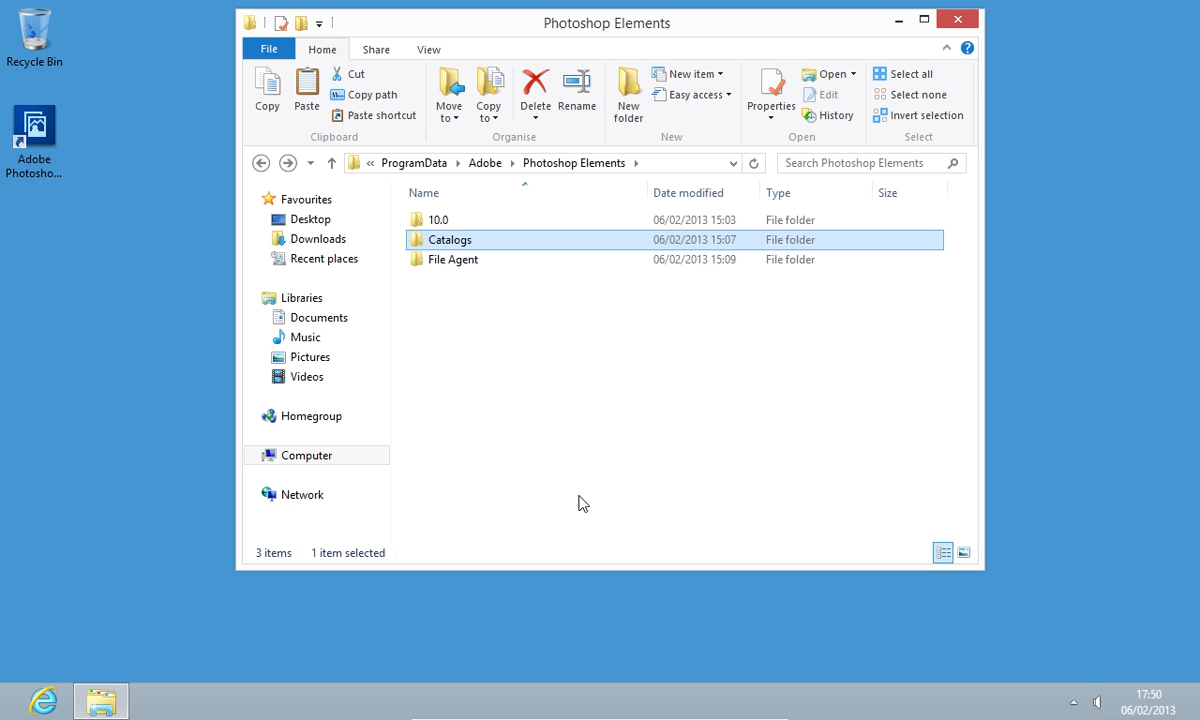 Recycle Bin
Adobe
Photosho...
Photoshop Elements
File Home Share View
Copy
Paste
Cut
Copy path
Paste shortcut
Clipboard
Move
to
Copy
to
Delete
Rename
Organise
New
folder
New item
Easy access
New
Properties
Open
Edit
History
Open
Select all
Select none
Invert selection
Select
« ProgramData Adobe Photoshop Elements
Search Photoshop Elements
Favourites
Desktop
Downloads
Recent places
Libraries
Documents
Music
Pictures
Videos
Homegroup
Computer
Network
Name Date modified Type Size
10.0 06/02/2013 15:03 File folder
Catalogs 06/02/2013 15:07 File folder
File Agent 06/02/2013 15:09 File folder
3 items 1 item selected
17:50
06/02/2013